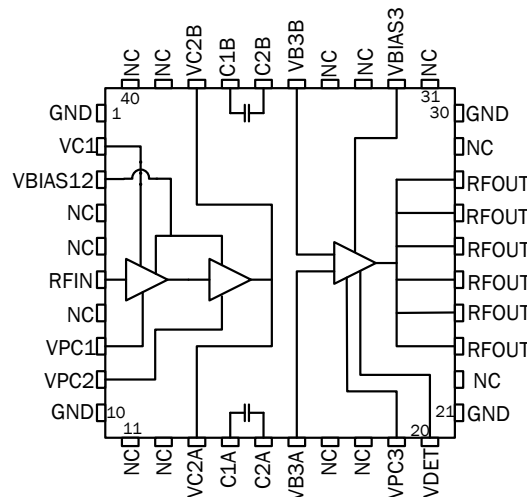 NC
NC
VC2B
C1B
C2B
VB3B
NC
NC
VBIAS3
NC
40
31
GND
1
30
GND
VC1
NC
VBIAS12
RFOUT
NC
RFOUT
NC
RFOUT
RFIN
RFOUT
NC
RFOUT
VPC1
RFOUT
VPC2
NC
GND
10
21
GND
11
20
NC
NC
VC2A
C1A
C2A
VB3A
NC
NC
VPC3
VDET